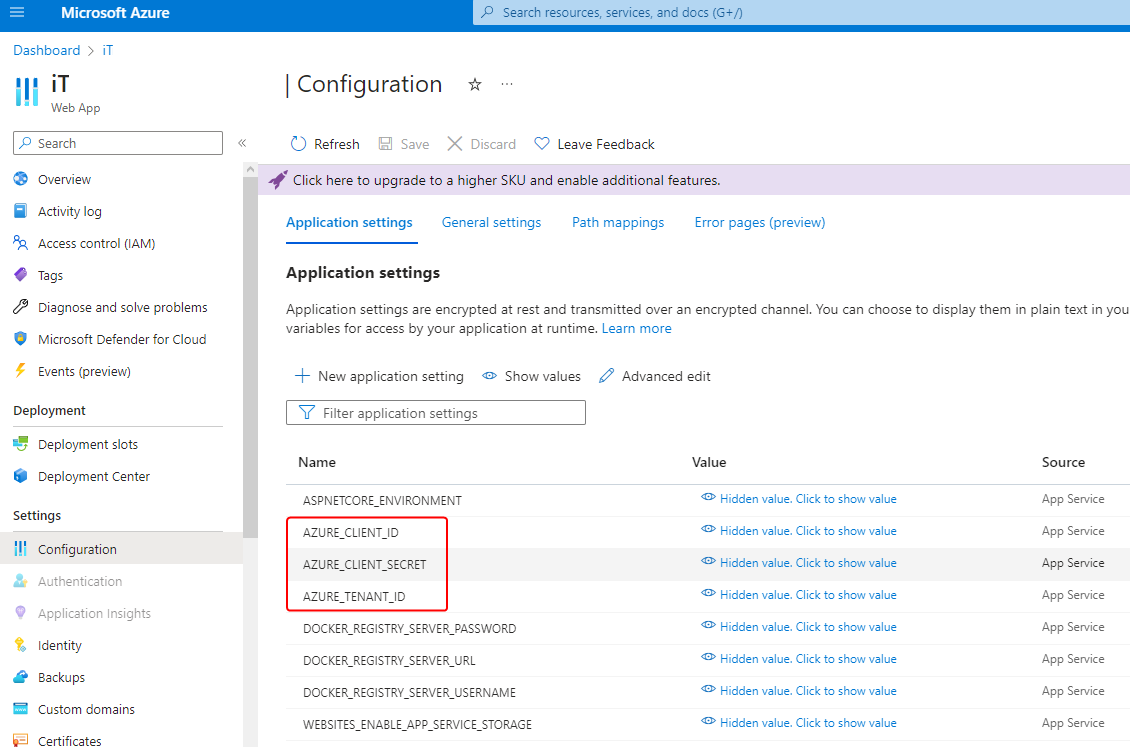 Microsoft Azure
Search resources, services, and docs (G+/)
Dashboard > iT
iT
Web App
| Configuration
Search
Refresh
Save
Discard
Leave Feedback
Overview
Activity log
Access control (IAM)
Tags
Diagnose and solve problems
Microsoft Defender for Cloud
Events (preview)
Deployment
Deployment slots
Deployment Center
Settings
Configuration
Authentication
Application Insights
Identity
Backups
Custom domains
Certificates
Click here to upgrade to a higher SKU and enable additional features.
Application settings
General settings
Path mappings
Error pages (preview)
Application settings
Application settings are encrypted at rest and transmitted over an encrypted channel. You can choose to display them in plain text in you
variables for access by your application at runtime. Learn more
New application setting
Show values
Advanced edit
Filter application settings
Name Value Source
ASPNETCORE_ENVIRONMENT Hidden value. Click to show value App Service
AZURE_CLIENT_ID Hidden value. Click to show value App Service
AZURE_CLIENT_SECRET Hidden value. Click to show value App Service
AZURE_TENANT_ID Hidden value. Click to show value App Service
DOCKER_REGISTRY_SERVER_PASSWORD Hidden value. Click to show value App Service
DOCKER_REGISTRY_SERVER_URL Hidden value. Click to show value App Service
DOCKER_REGISTRY_SERVER_USERNAME Hidden value. Click to show value App Service
WEBSITES_ENABLE_APP_SERVICE_STORAGE Hidden value. Click to show value App Service